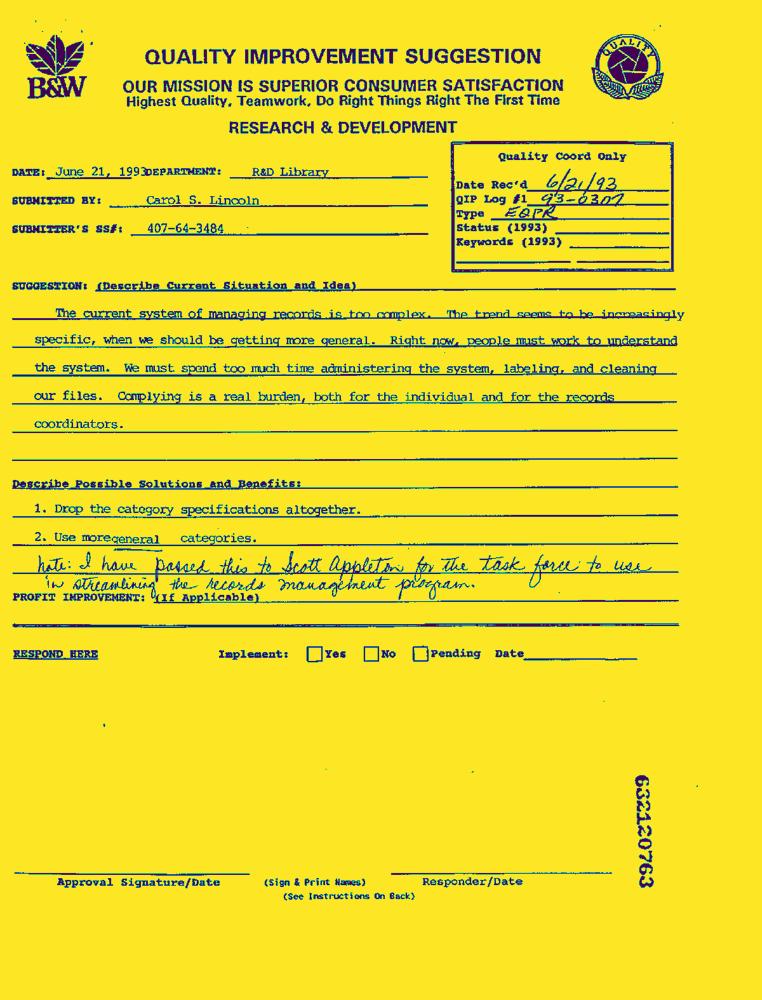 B&W
QUALITY IMPROVEMENT SUGGESTION
QUALITY
OUR MISSION IS SUPERIOR CONSUMER SATISFACTION
Highest Quality, Teamwork, Do Right Things Right The First Time
RESEARCH & DEVELOPMENT
Quality Coord Only
DATE: June 21, 1993 DEPARTMENT: R&D Library
Date Rec'd 6/21/93
SUBMITTED BY: Carol S. Lincoln
QIP Log #1 93-0307
Type EQPR
SUBMITTER'S SS#: 407-64-3484
Status (1993)
Keywords (1993)
SUGGESTION: (Describe Current Situation and Idea)
The current system of managing records is too complex. The trend seems to be increasingly
specific, when we should be getting more general. Right now, people must work to understand
the system. We must spend too much time administering the system, labeling, and cleaning
our files. Complying is a real burden, both for the individual and for the records
coordinators.
Describe Possible Solutions and Benefits:
1. Drop the category specifications altogether.
2. Use more general categories.
note: I have passed this to Scott Appleton for the task force to use
in streamlining the records management program.
PROFIT IMPROVEMENT: (If Applicable)
RESPOND HERE Implement: Yes No Pending Date
632120763
Approval Signature/Date (Sign & Print Names) Responder/Date
(See Instructions On Back)